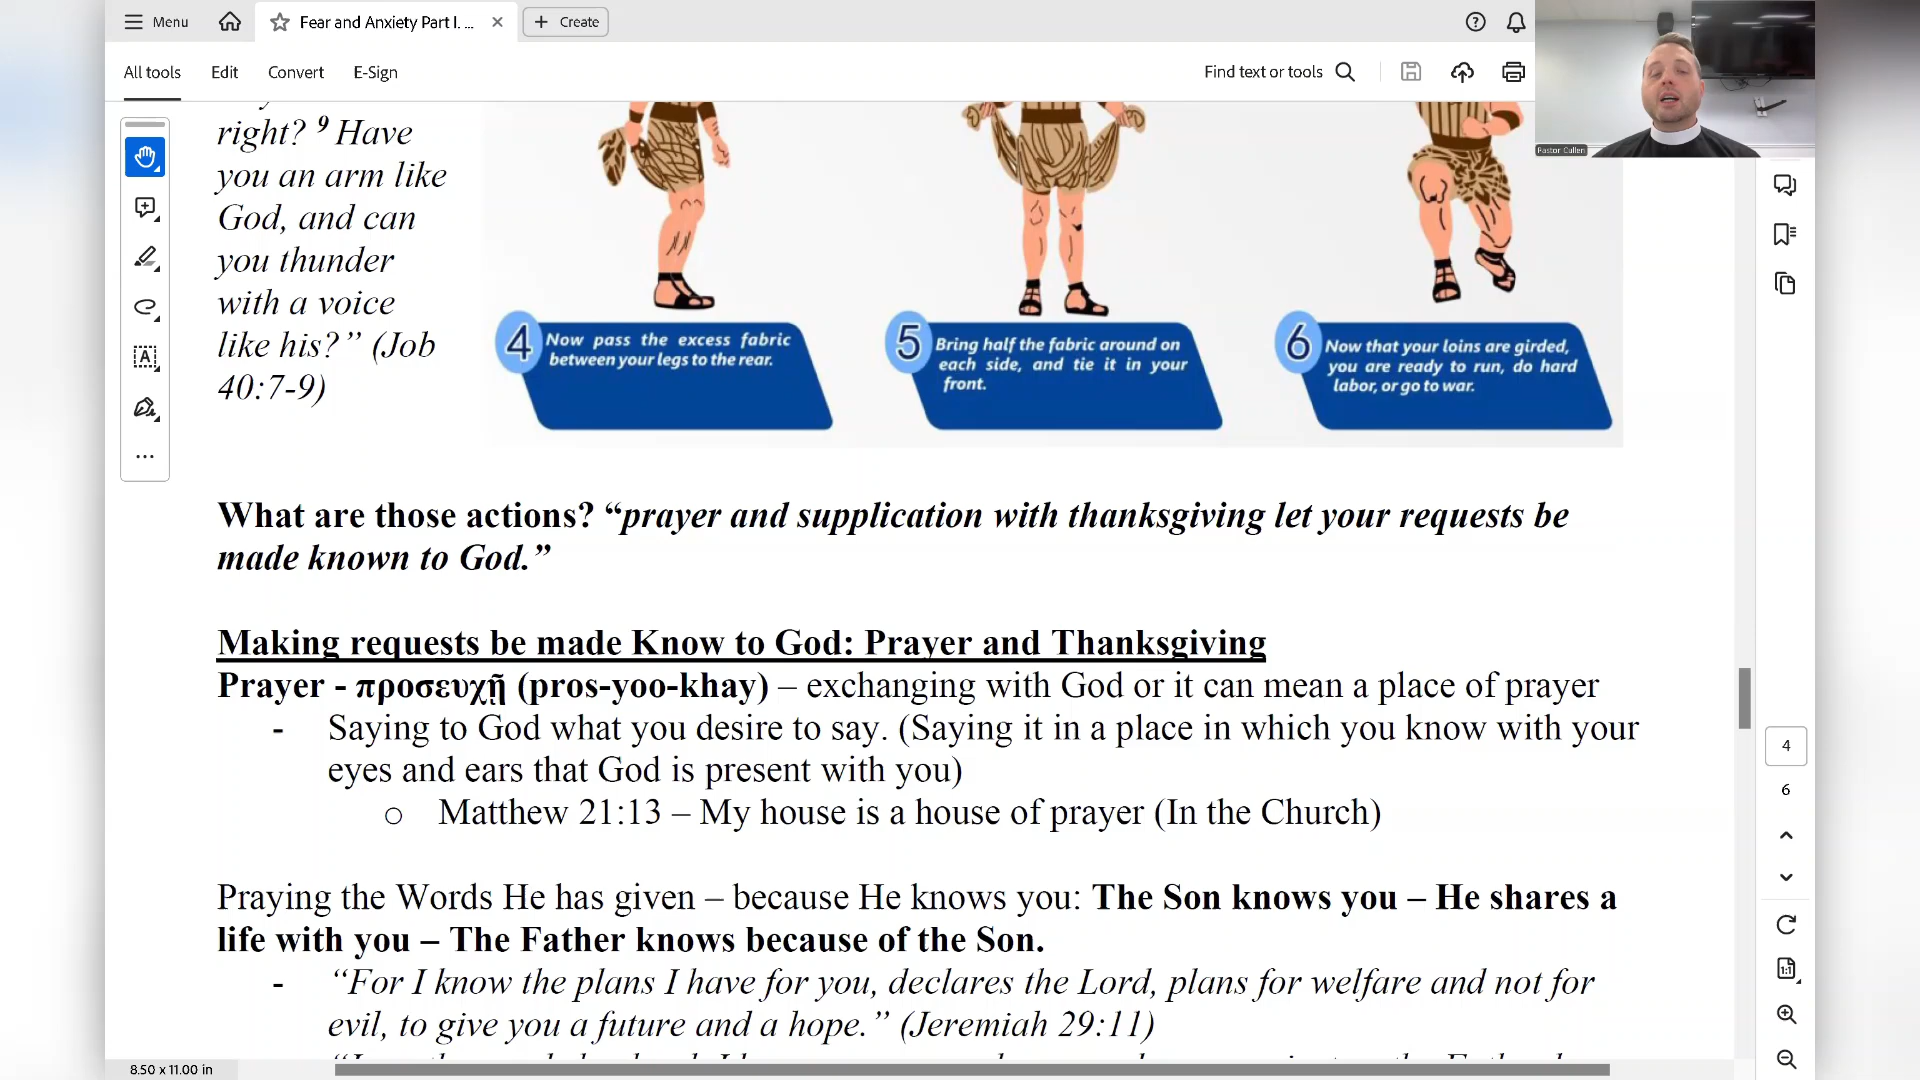 Menu
Fear and Anxiety Part I. ...
Create
All tools
Edit
Convert
E-Sign
Find text or tools
Pastor Cullen
right? 9 Have
you an arm like
God, and can
you thunder
with a voice
like his?” (Job
40:7-9)
4
Now pass the excess fabric
between your legs to the rear.
5
Bring half the fabric around on
each side, and tie it in your
front.
6
Now that your loins are girded,
you are ready to run, do hard
labor, or go to war.
What are those actions? “prayer and supplication with thanksgiving let your requests be
made known to God.”
Making requests be made Know to God: Prayer and Thanksgiving
Prayer - προσευχῇ (pros-yoo-khay) – exchanging with God or it can mean a place of prayer
- Saying to God what you desire to say. (Saying it in a place in which you know with your
eyes and ears that God is present with you)
o Matthew 21:13 – My house is a house of prayer (In the Church)
Praying the Words He has given – because He knows you: The Son knows you – He shares a
life with you – The Father knows because of the Son.
- “For I know the plans I have for you, declares the Lord, plans for welfare and not for
evil, to give you a future and a hope.” (Jeremiah 29:11)
4
6
8.50 x 11.00 in